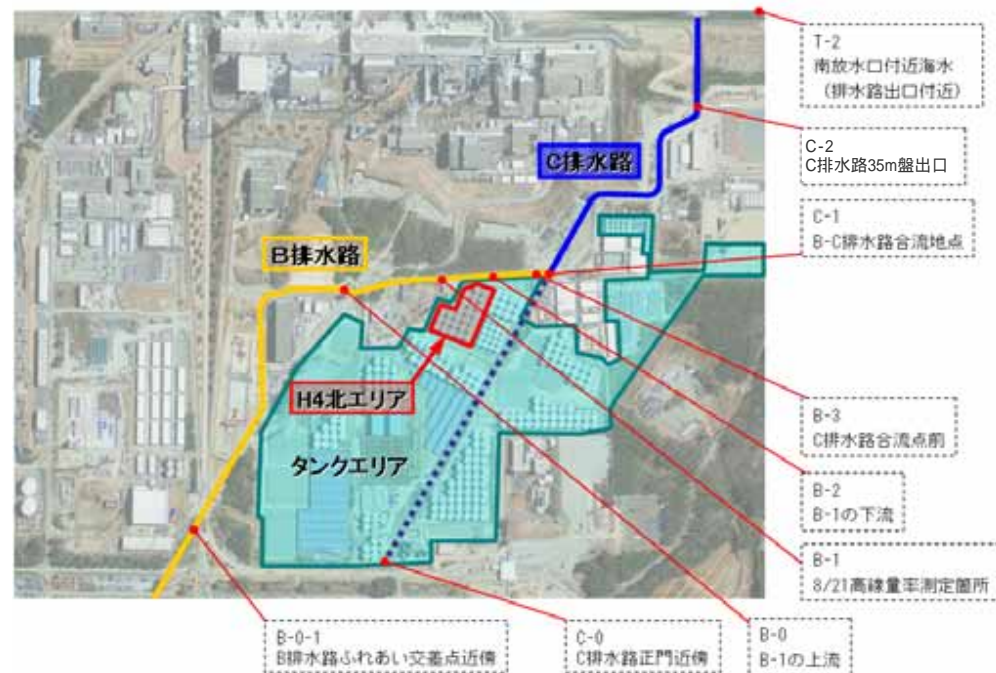 T-2
南放水口付近海水
(排水路出口付近)
C排水路
C-2
C排水路35m盤出口
C-1
B-C排水路合流地点
B排水路
H4北エリア
タンクエリア
B-3
C排水路合流点前
B-2
B-1の下流
B-1
8/21高線量率測定箇所
B-0-1
B排水路ふれあい交差点近傍
C-0
C排水路正門近傍
B-0
B-1の上流